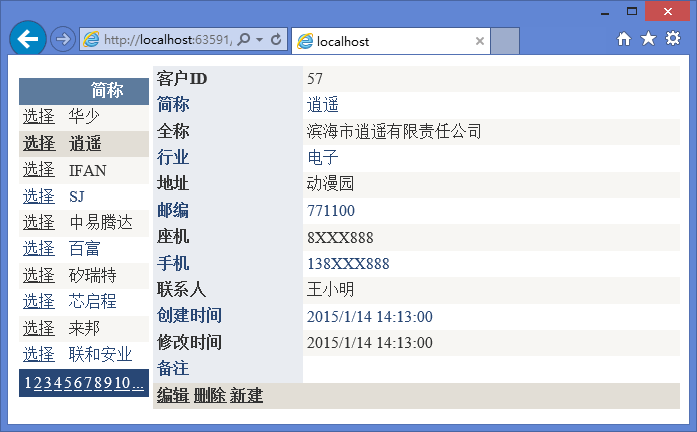 http://localhost:63591/
localhost
简称
选择 华少
选择 逍遥
选择 IFAN
选择 SJ
选择 中易腾达
选择 百富
选择 矽瑞特
选择 芯启程
选择 来邦
选择 联和安业
1 2 3 4 5 6 7 8 9 10 ...
客户ID 57
简称 逍遥
全称 滨海市逍遥有限责任公司
行业 电子
地址 动漫园
邮编 771100
座机 8XXX888
手机 138XXX888
联系人 王小明
创建时间 2015/1/14 14:13:00
修改时间 2015/1/14 14:13:00
备注
编辑 删除 新建